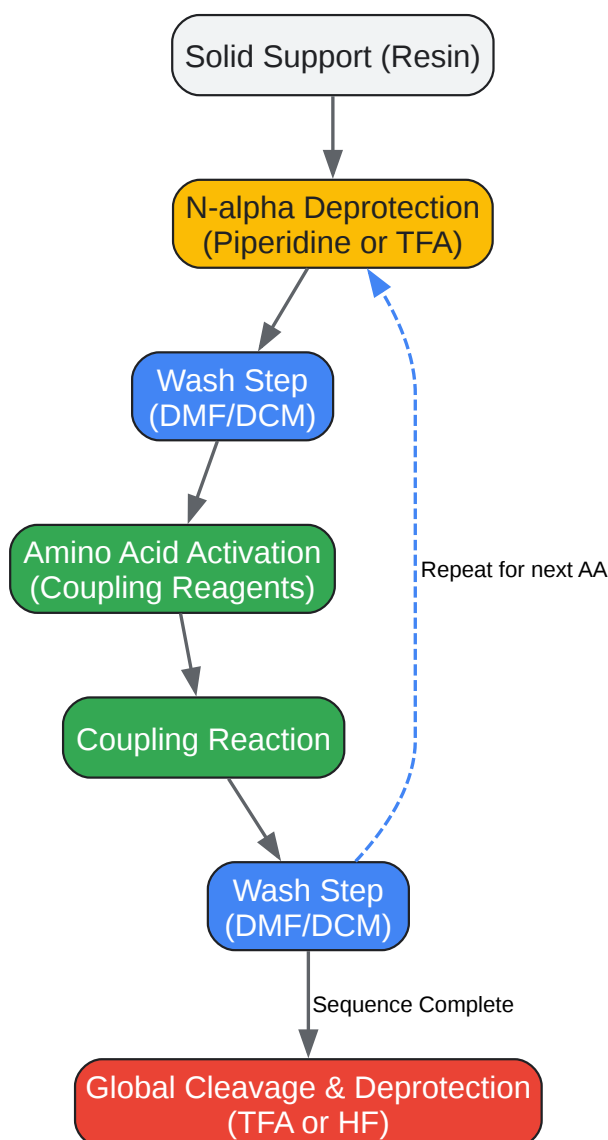 Solid Support (Resin)
N-alpha Deprotection
(Piperidine or TFA)
Wash Step
(DMF/DCM)
Amino Acid Activation
(Coupling Reagents)
Repeat for next AA
Coupling Reaction
Wash Step
(DMF/DCM)
Sequence Complete
Global Cleavage & Deprotection
(TFA or HF)